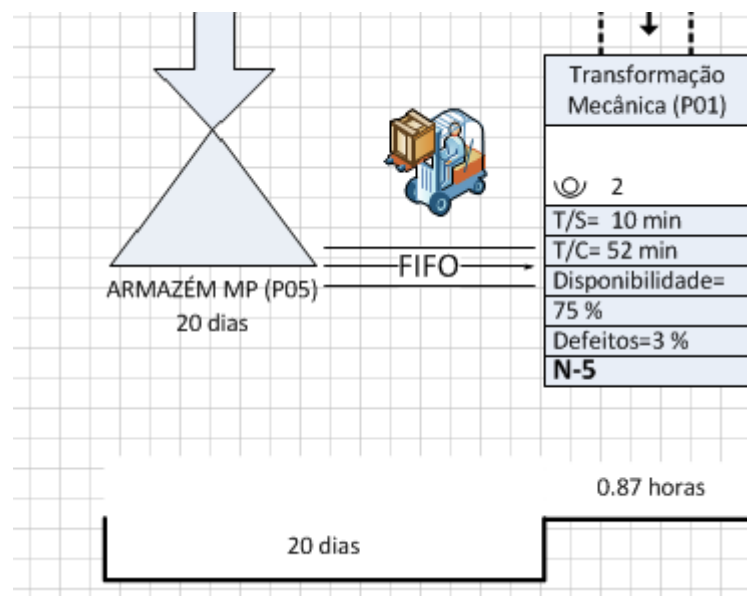 Transformação
Mecânica (P01)
2
T/S= 10 min
T/C= 52 min
Disponibilidade=
75 %
Defeitos=3 %
N-5
FIFO
ARMAZÉM MP (P05)
20 dias
0.87 horas
20 dias